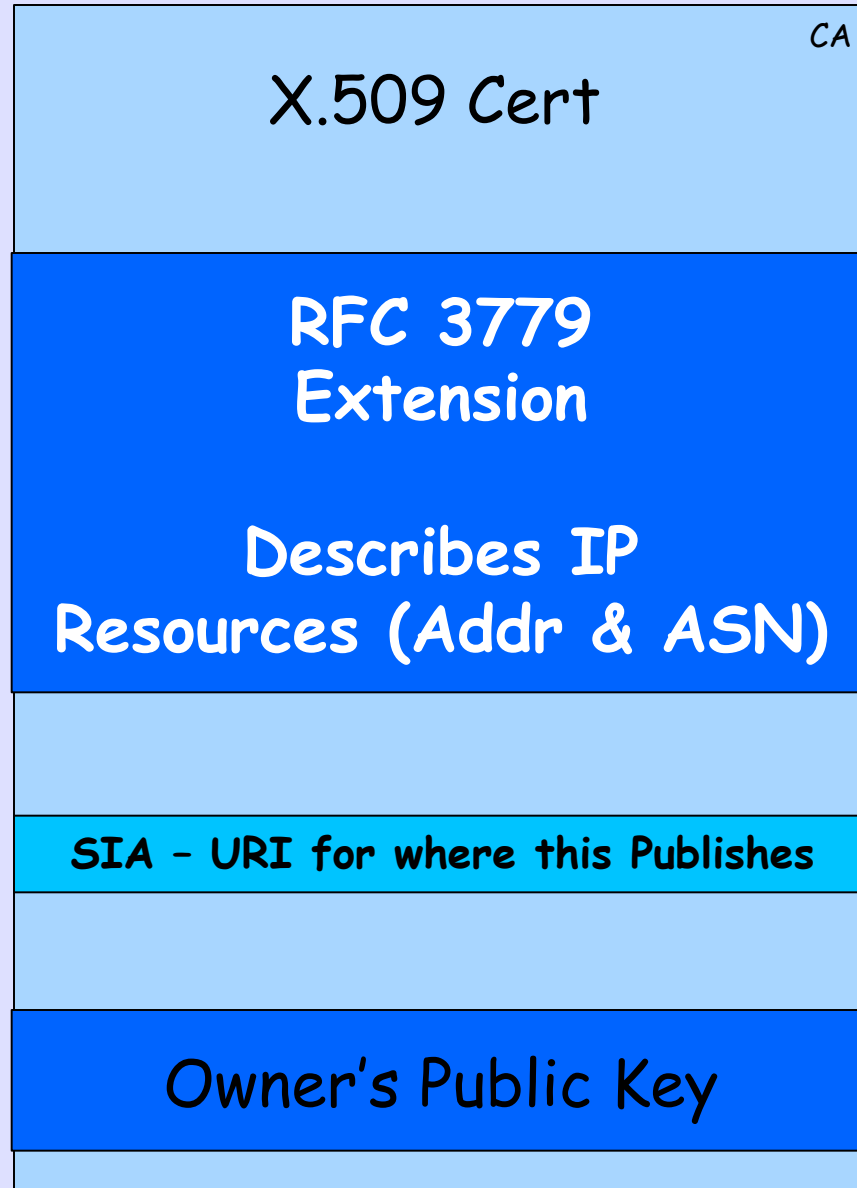 CA
X.509 Cert
RFC 3779
Extension
Describes IP
Resources (Addr & ASN)
SIA – URI for where this Publishes
Owner’s Public Key